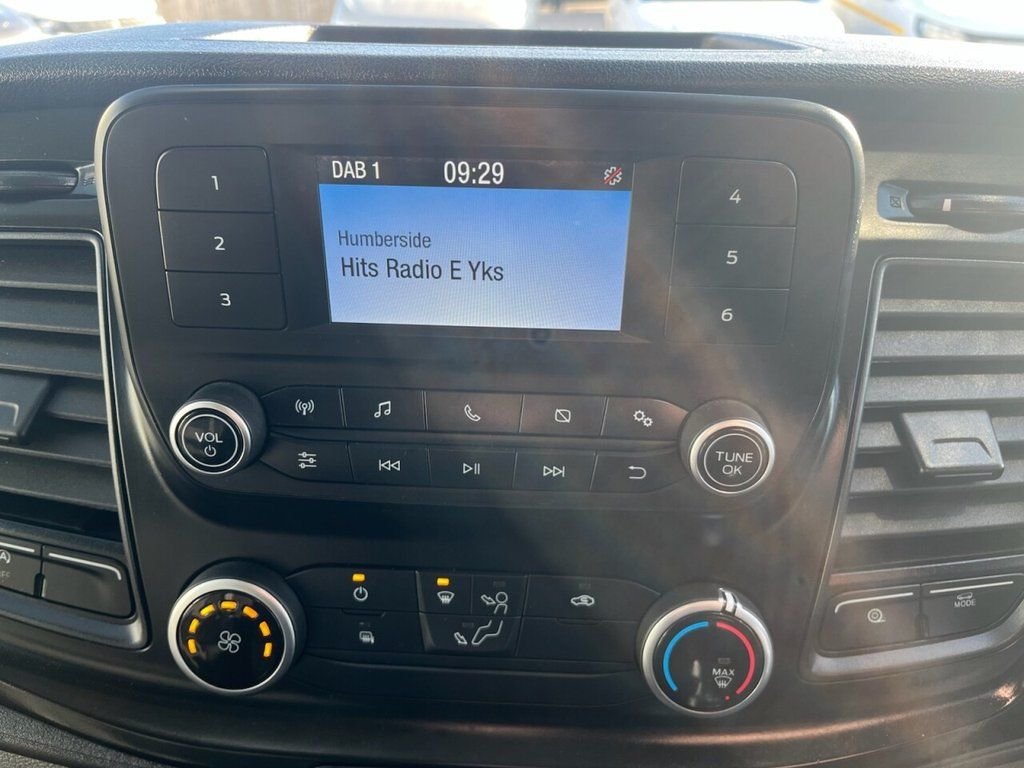 DAB 1 09:29
Humberside
Hits Radio E Yks
1
2
3
4
5
6
VOL
TUNE
OK
MAX
OFF
MODE